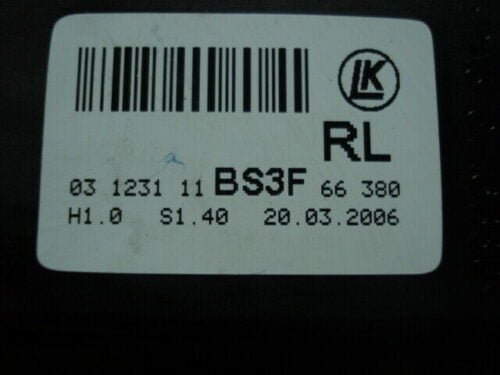 LK
RL
03 1231 11 BS3F 66 380
H1.0 S1.40 20.03.2006